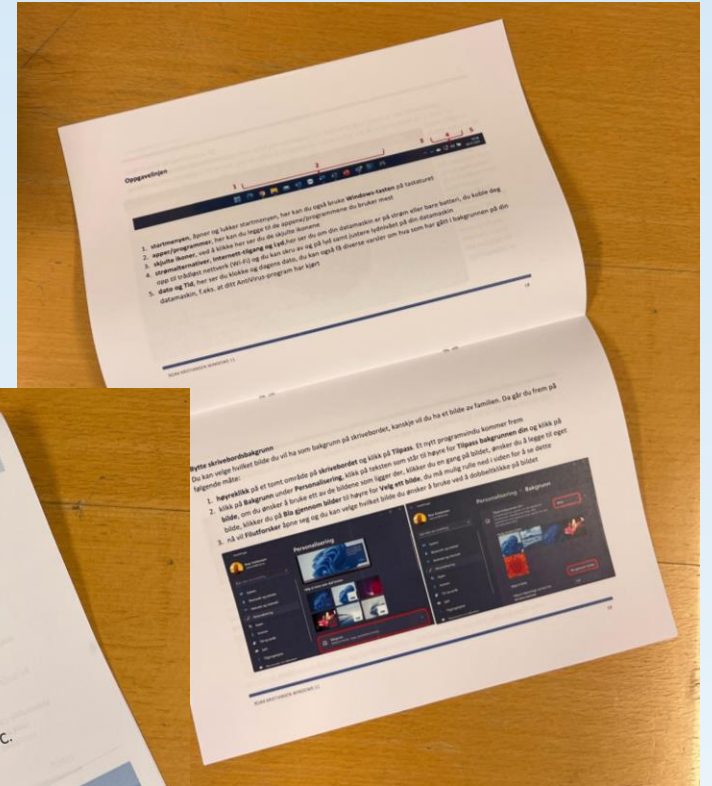 Oppgavelinjen
1 2 3 4 5
1. startmenyen, åpner og lukker startmenyen, her kan du også bruke Windows-tasten på tastaturet
2. apper/programmer, her kan du legge til de appene/programmene du bruker mest
3. skjulte ikoner, ved å klikke her ser du de skjulte ikonene
4. strømalternativer, Internett-tilgang og Lyd,her ser du om din datamaskin er på strøm eller bare batteri, du koble deg
opp til trådløst nettverk (Wi-Fi) og du kan skru av og på lyd samt justere lydnivået på din datamaskin
5. dato og Tid, her ser du klokke og dagens dato, du kan også få diverse varsler om hva som har gått i bakgrunnen på din
datamaskin, f.eks. at ditt AntiVirus-program har kjørt
WINDOWS 11
Bytte skrivebordsbakgrunn
Du kan velge hvilket bilde du vil ha som bakgrunn på skrivebordet, kanskje vil du ha et bilde av familien. Da går du frem på
følgende måte:
1. høyreklikk på et tomt område på skrivebordet og klikk på Tilpass. Et nytt programvindu kommer frem
2. klikk på Bakgrunn under Personalisering, klikk på teksten som står til høyre for Tilpass bakgrunnen din og klikk på
bilde, om du ønsker å bruke ett av de bildene som ligger der, klikker du en gang på bildet, ønsker du å legge til eget
bilde, klikker du på Bla gjennom bilder til høyre for Velg ett bilde, du må mulig rulle ned i siden for å se dette
3. nå vil Filutforsker åpne seg og du kan velge hvilket bilde du ønsker å bruke ved å dobbeltklikke på bildet
Personalisering
Personalisering › Bakgrunn
WINDOWS 11
c.